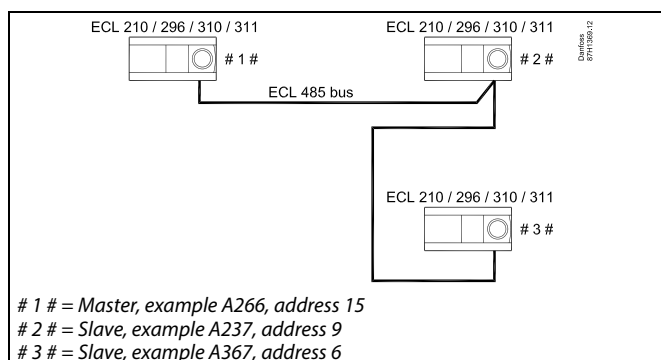 ECL 210 / 296 / 310 / 311
# 1 #
ECL 210 / 296 / 310 / 311
# 2 #
Danfoss
87H1369.12
ECL 485 bus
ECL 210 / 296 / 310 / 311
# 3 #
# 1 # = Master, example A266, address 15
# 2 # = Slave, example A237, address 9
# 3 # = Slave, example A367, address 6